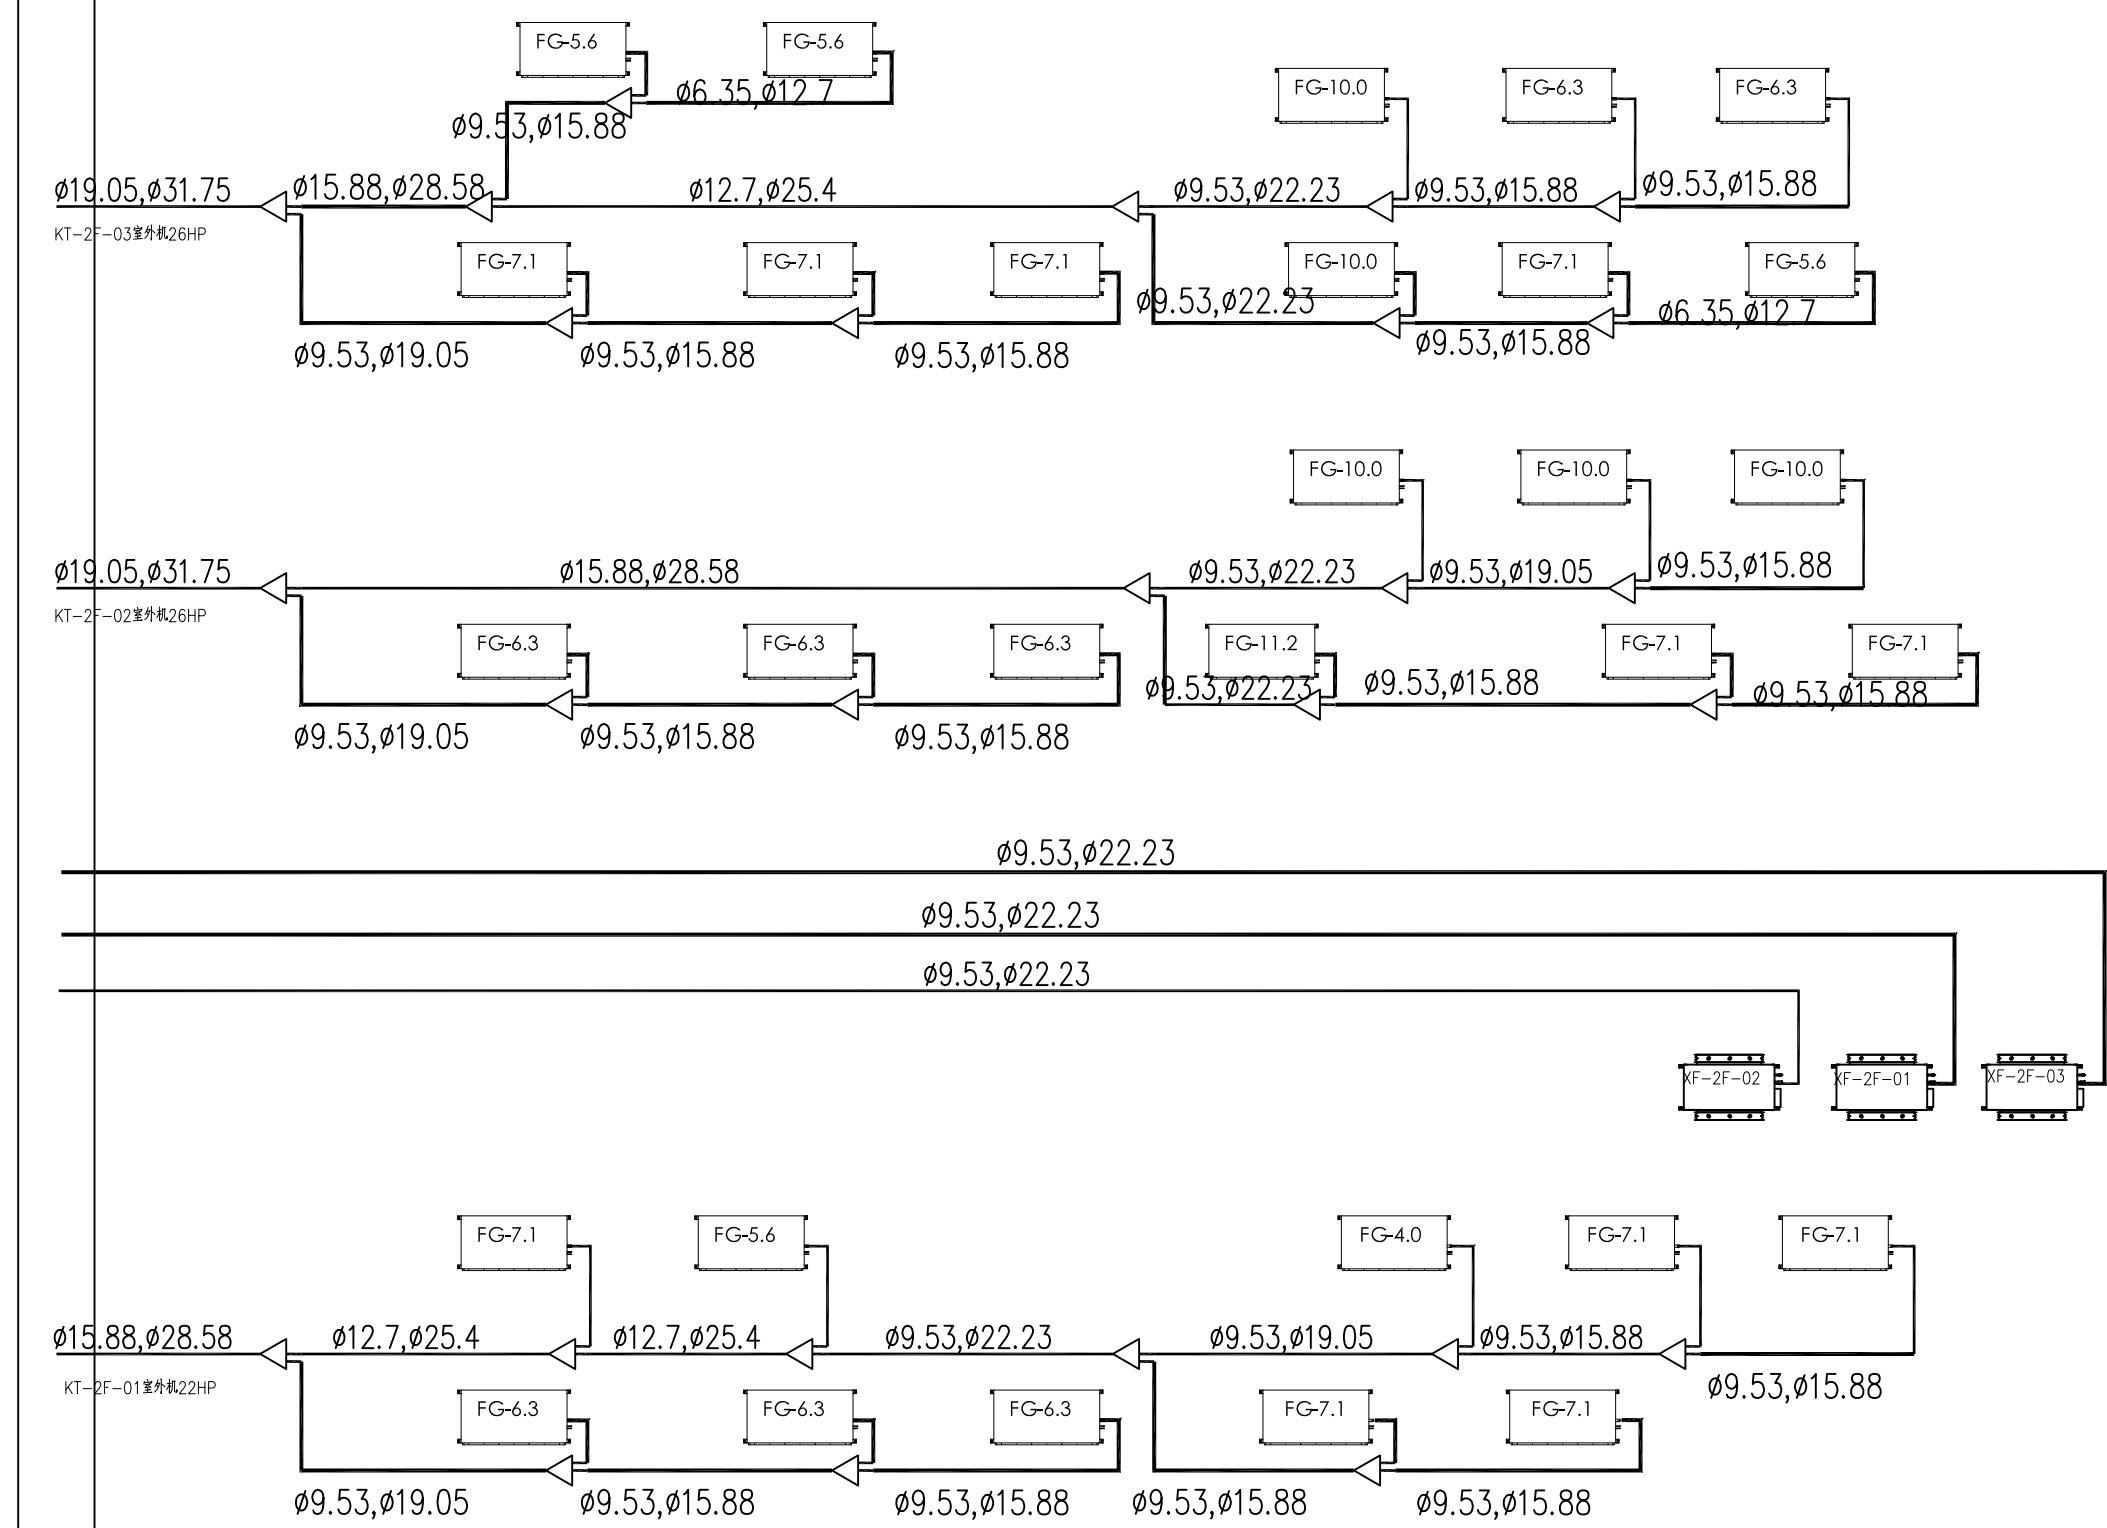 FG-5.6 FG-5.6
FG-10.0 FG-6.3 FG-6.3
ø6.35,ø12.7
ø9.53,ø15.88
ø19.05,ø31.75 ø15.88,ø28.58 ø12.7,ø25.4 ø9.53,ø22.23 ø9.53,ø15.88 ø9.53,ø15.88
KT-2F-03室外机26HP
FG-7.1 FG-7.1 FG-7.1 FG-10.0 FG-7.1 FG-5.6
ø9.53,ø22.23 ø6.35,ø12.7
ø9.53,ø19.05 ø9.53,ø15.88 ø9.53,ø15.88 ø9.53,ø15.88
FG-10.0 FG-10.0 FG-10.0
ø19.05,ø31.75 ø15.88,ø28.58 ø9.53,ø22.23 ø9.53,ø19.05 ø9.53,ø15.88
KT-2F-02室外机26HP
FG-6.3 FG-6.3 FG-6.3 FG-11.2 FG-7.1 FG-7.1
ø9.53,ø22.23 ø9.53,ø15.88 ø9.53,ø15.88
ø9.53,ø19.05 ø9.53,ø15.88 ø9.53,ø15.88
ø9.53,ø22.23
ø9.53,ø22.23
ø9.53,ø22.23
XF-2F-02 XF-2F-01 XF-2F-03
FG-7.1 FG-5.6 FG-4.0 FG-7.1 FG-7.1
ø15.88,ø28.58 ø12.7,ø25.4 ø12.7,ø25.4 ø9.53,ø22.23 ø9.53,ø19.05 ø9.53,ø15.88
KT-2F-01室外机22HP ø9.53,ø15.88
FG-6.3 FG-6.3 FG-6.3 FG-7.1 FG-7.1
ø9.53,ø19.05 ø9.53,ø15.88 ø9.53,ø15.88 ø9.53,ø15.88 ø9.53,ø15.88